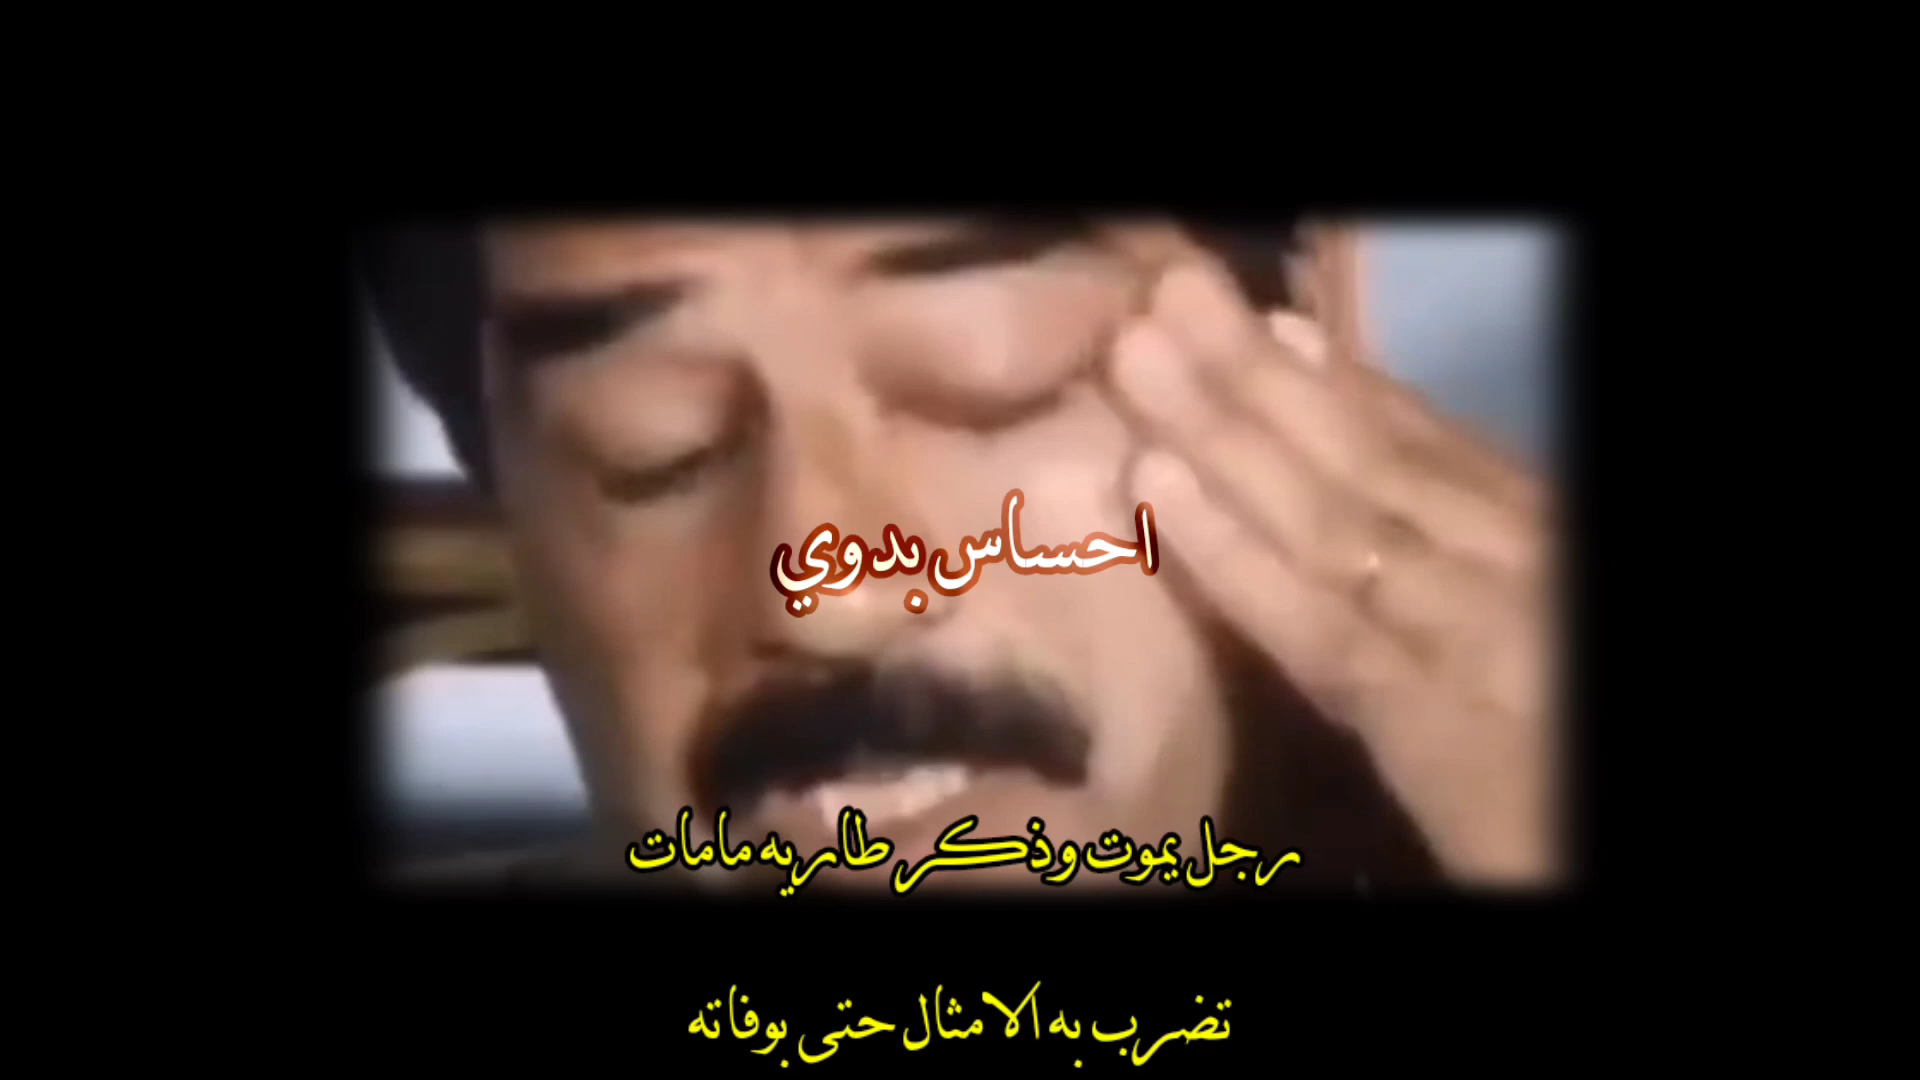 احساس بدوي
رجل يموت وذكر طاريه مامات
تضرب به الامثال حتى بوفاته